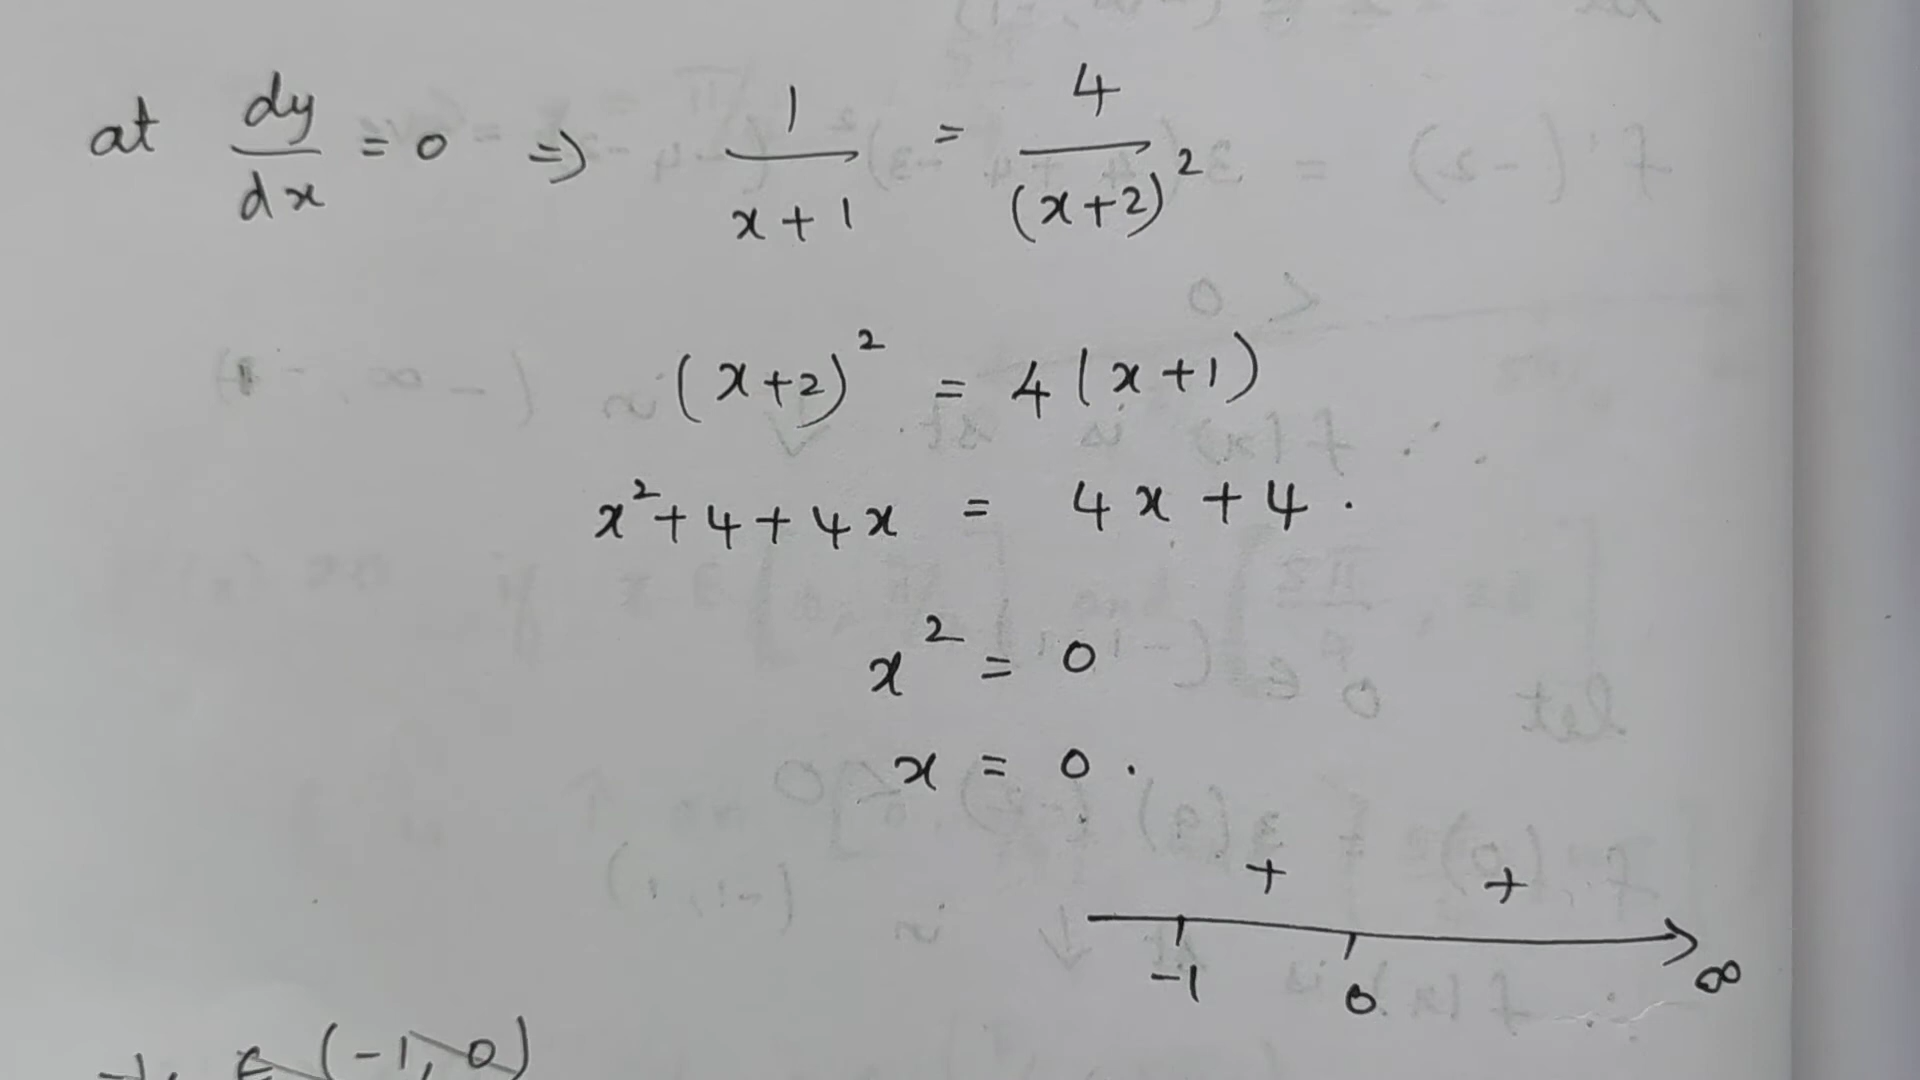 at dy/dx = 0 ⇒ 1/(x+1) = 4/(x+2)²
(x+2)² = 4(x+1)
x²+4+4x = 4x+4.
x² = 0
x = 0.
+ +
-1 0 ∞
∈ (-1, 0)